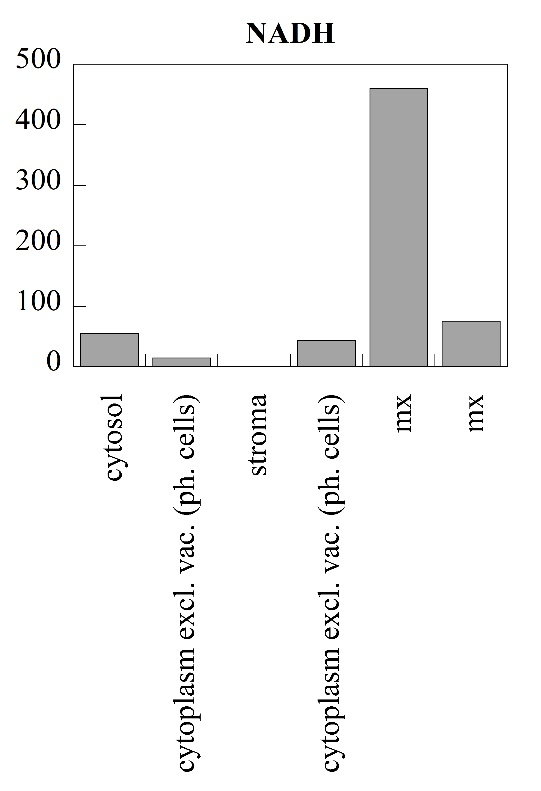 NADH
500
400
300
200
100
0
cytosol
cytoplasm excl. vac. (ph. cells)
stroma
cytoplasm excl. vac. (ph. cells)
mx
mx